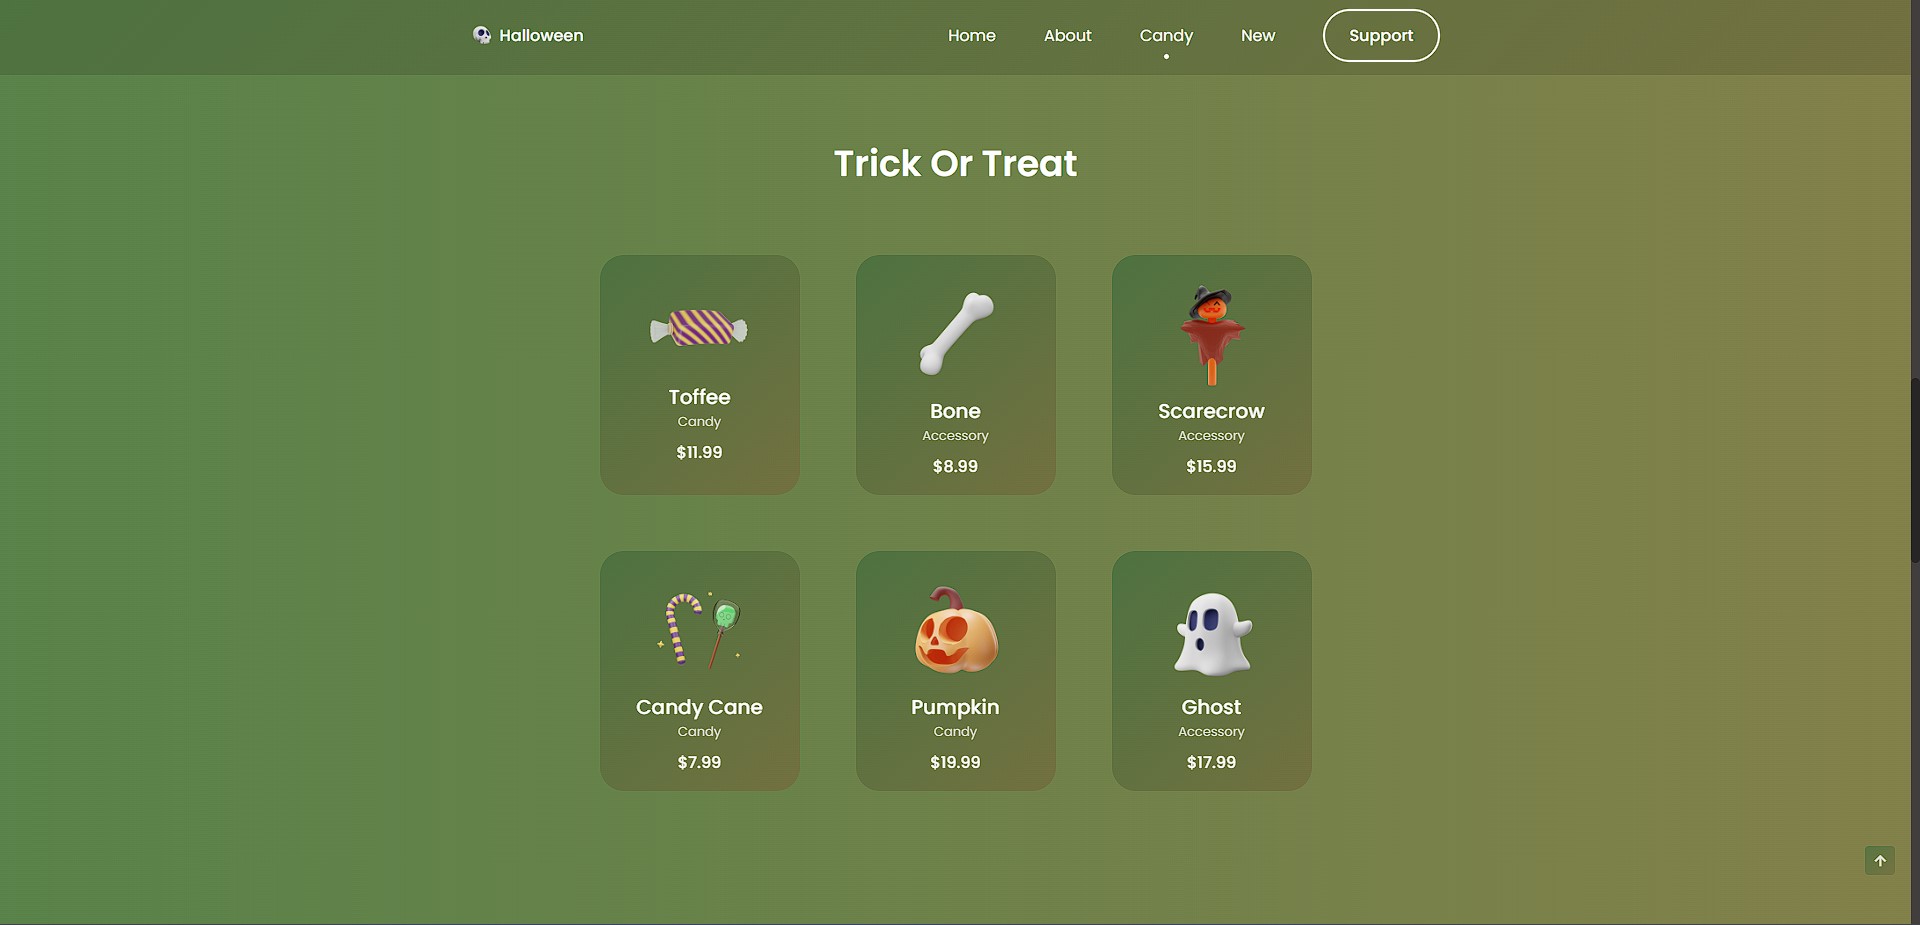 Halloween
Home
About
Candy
New
Support
Trick Or Treat
Toffee
Candy
$11.99
Bone
Accessory
$8.99
Scarecrow
Accessory
$15.99
Candy Cane
Candy
$7.99
Pumpkin
Candy
$19.99
Ghost
Accessory
$17.99